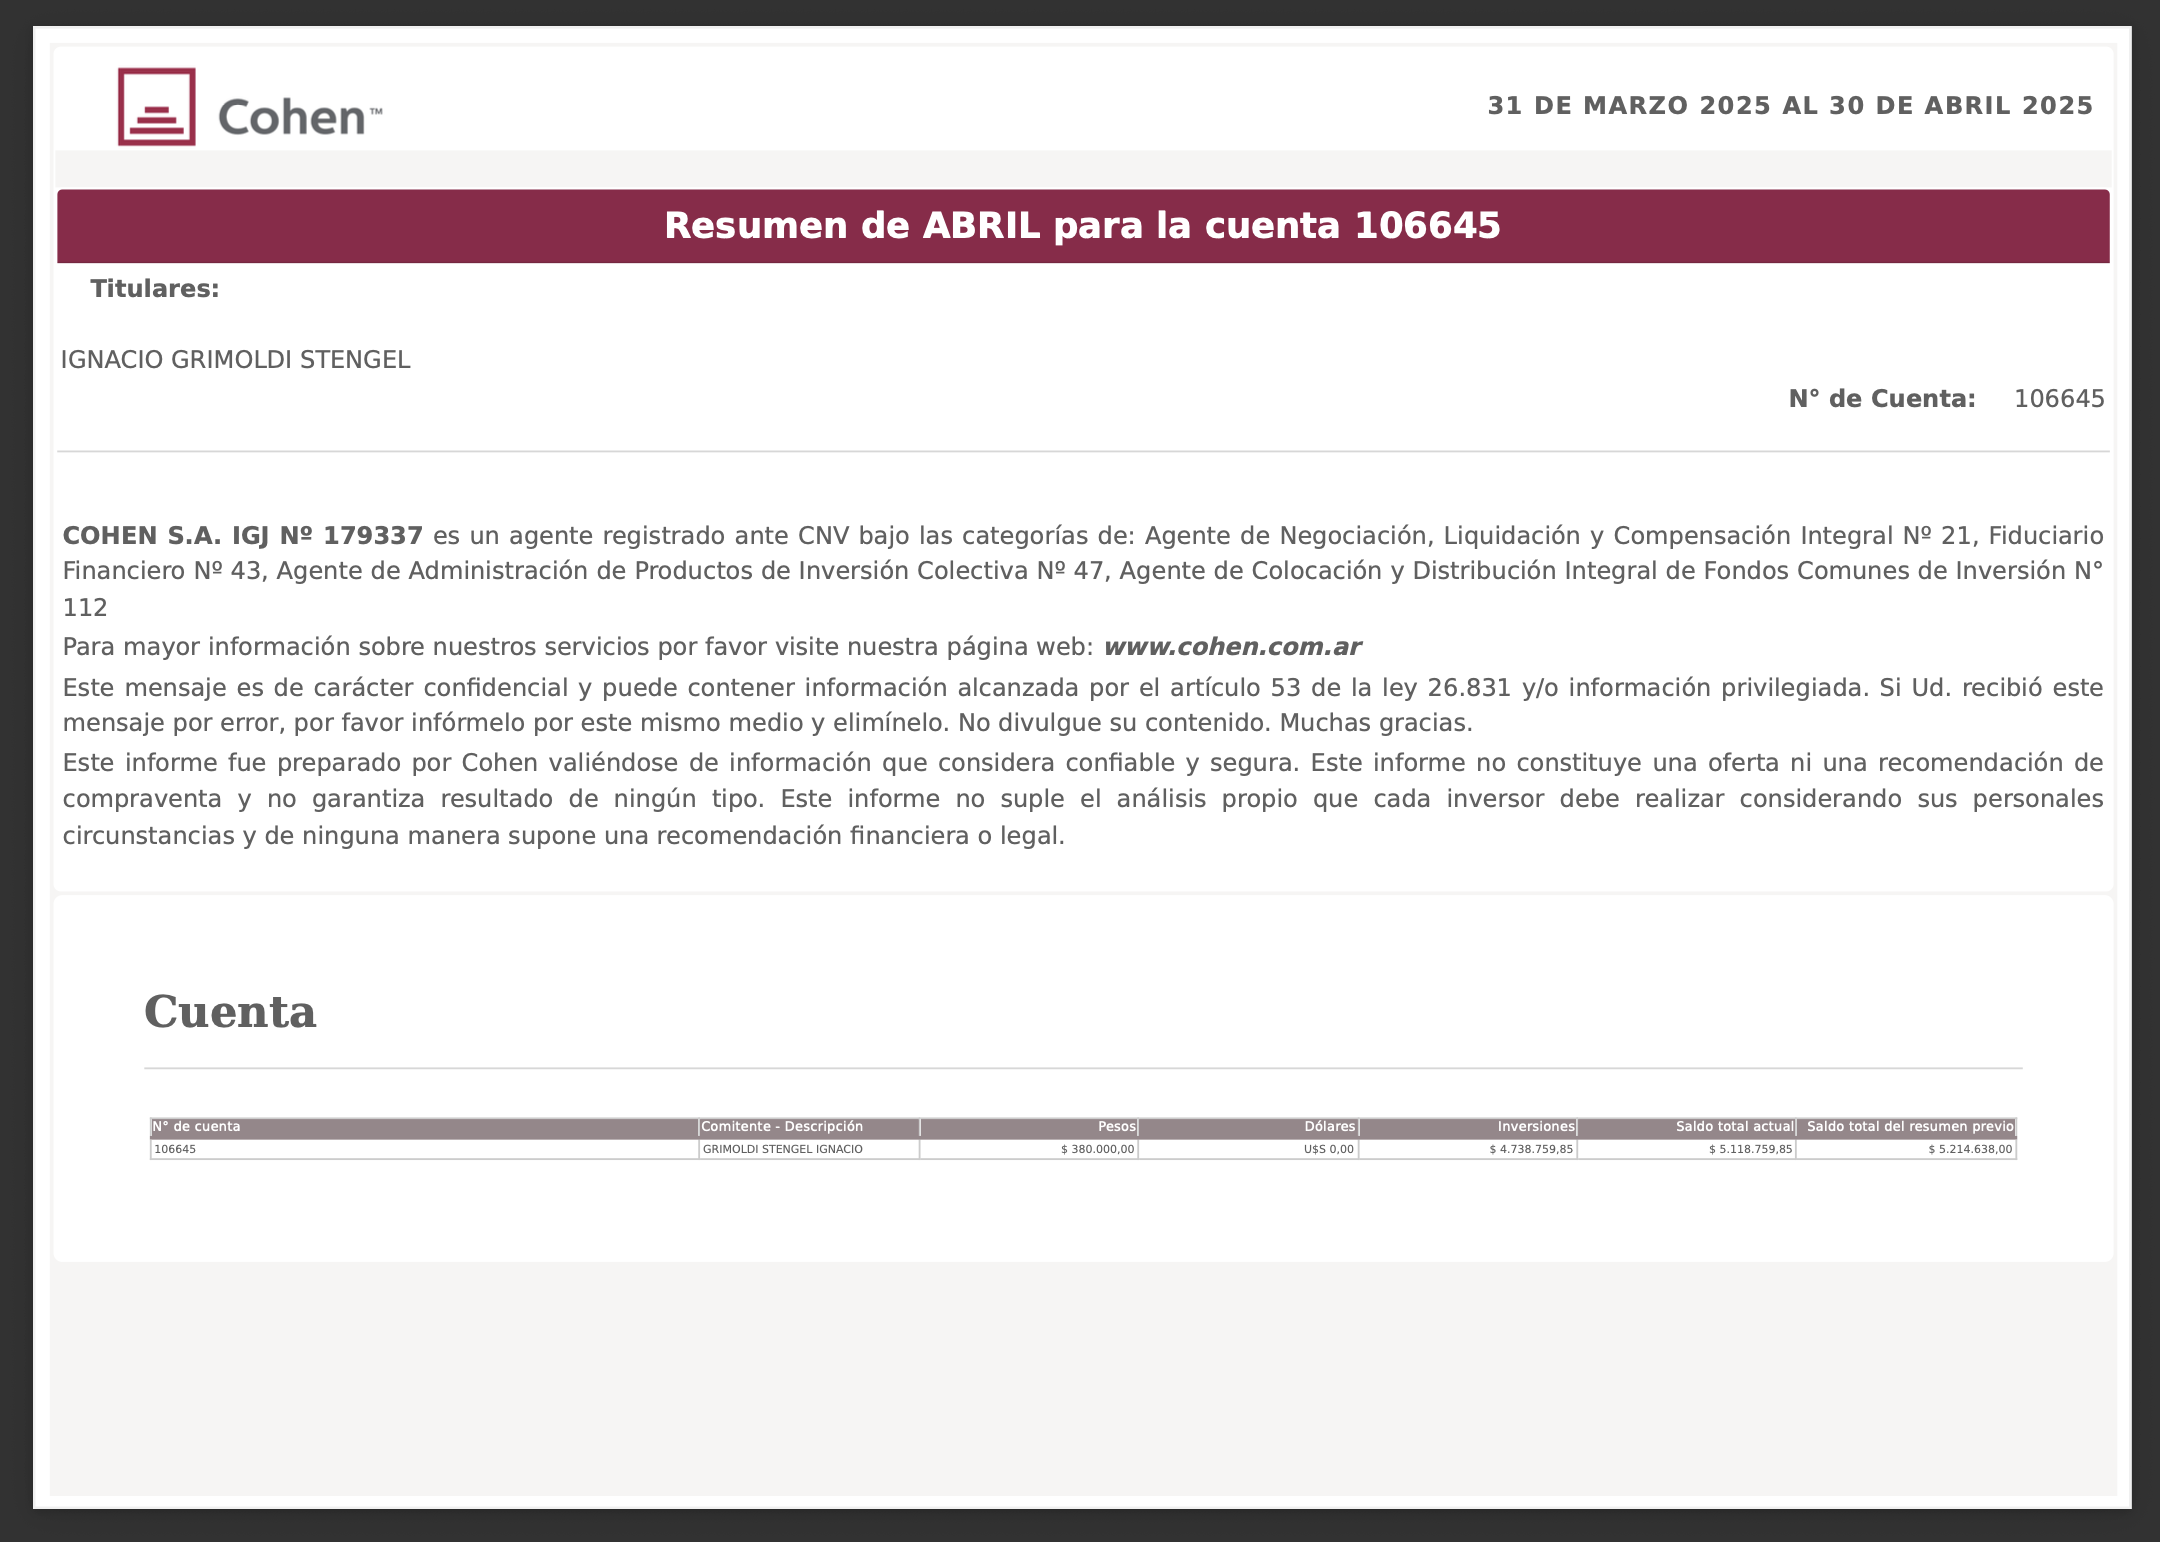 Cohen™
31 DE MARZO 2025 AL 30 DE ABRIL 2025
Resumen de ABRIL para la cuenta 106645
Titulares:
IGNACIO GRIMOLDI STENGEL
N° de Cuenta: 106645
COHEN S.A. IGJ Nº 179337 es un agente registrado ante CNV bajo las categorías de: Agente de Negociación, Liquidación y Compensación Integral Nº 21, Fiduciario
Financiero Nº 43, Agente de Administración de Productos de Inversión Colectiva Nº 47, Agente de Colocación y Distribución Integral de Fondos Comunes de Inversión N°
112
Para mayor información sobre nuestros servicios por favor visite nuestra página web: www.cohen.com.ar
Este mensaje es de carácter confidencial y puede contener información alcanzada por el artículo 53 de la ley 26.831 y/o información privilegiada. Si Ud. recibió este
mensaje por error, por favor infórmelo por este mismo medio y elimínelo. No divulgue su contenido. Muchas gracias.
Este informe fue preparado por Cohen valiéndose de información que considera confiable y segura. Este informe no constituye una oferta ni una recomendación de
compraventa y no garantiza resultado de ningún tipo. Este informe no suple el análisis propio que cada inversor debe realizar considerando sus personales
circunstancias y de ninguna manera supone una recomendación financiera o legal.
Cuenta
N° de cuenta Comitente - Descripción Pesos Dólares Inversiones Saldo total actual Saldo total del resumen previo
106645 GRIMOLDI STENGEL IGNACIO $ 380.000,00 U$S 0,00 $ 4.738.759,85 $ 5.118.759,85 $ 5.214.638,00